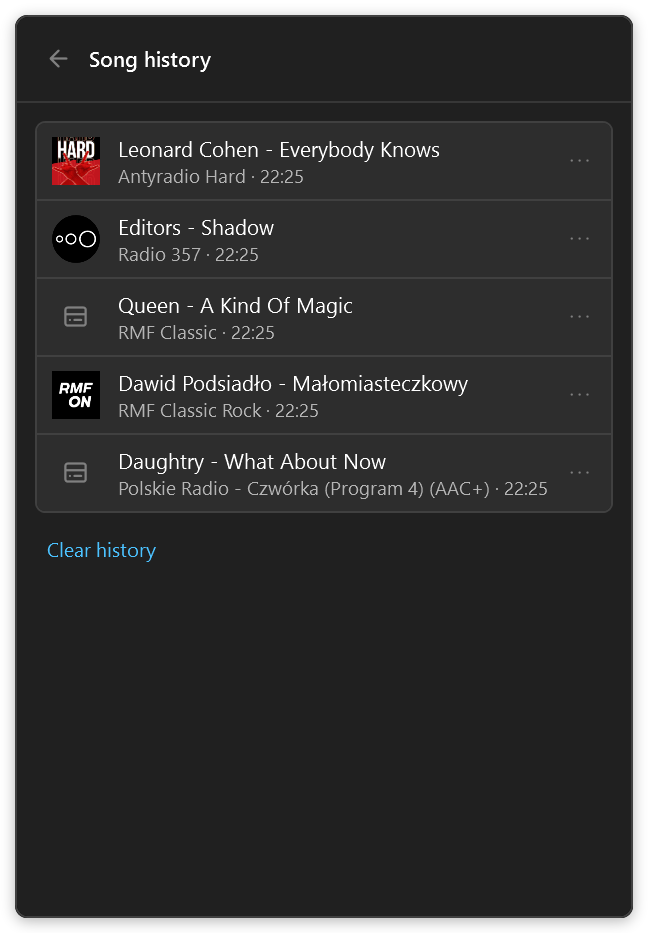 Song history
HARD
Leonard Cohen - Everybody Knows
Antyradio Hard · 22:25
···
Editors - Shadow
Radio 357 · 22:25
···
Queen - A Kind Of Magic
RMF Classic · 22:25
···
RMF
ON
Dawid Podsiadło - Małomiasteczkowy
RMF Classic Rock · 22:25
···
Daughtry - What About Now
Polskie Radio - Czwórka (Program 4) (AAC+) · 22:25
···
Clear history